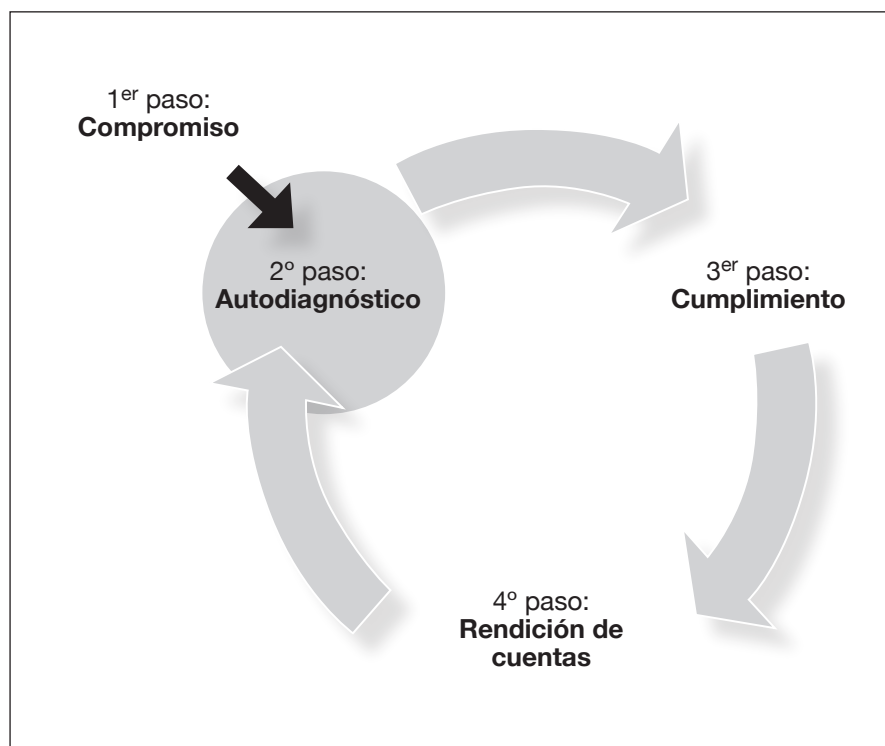 1er paso:
Compromiso
2º paso:
Autodiagnóstico
3er paso:
Cumplimiento
4º paso:
Rendición de
cuentas